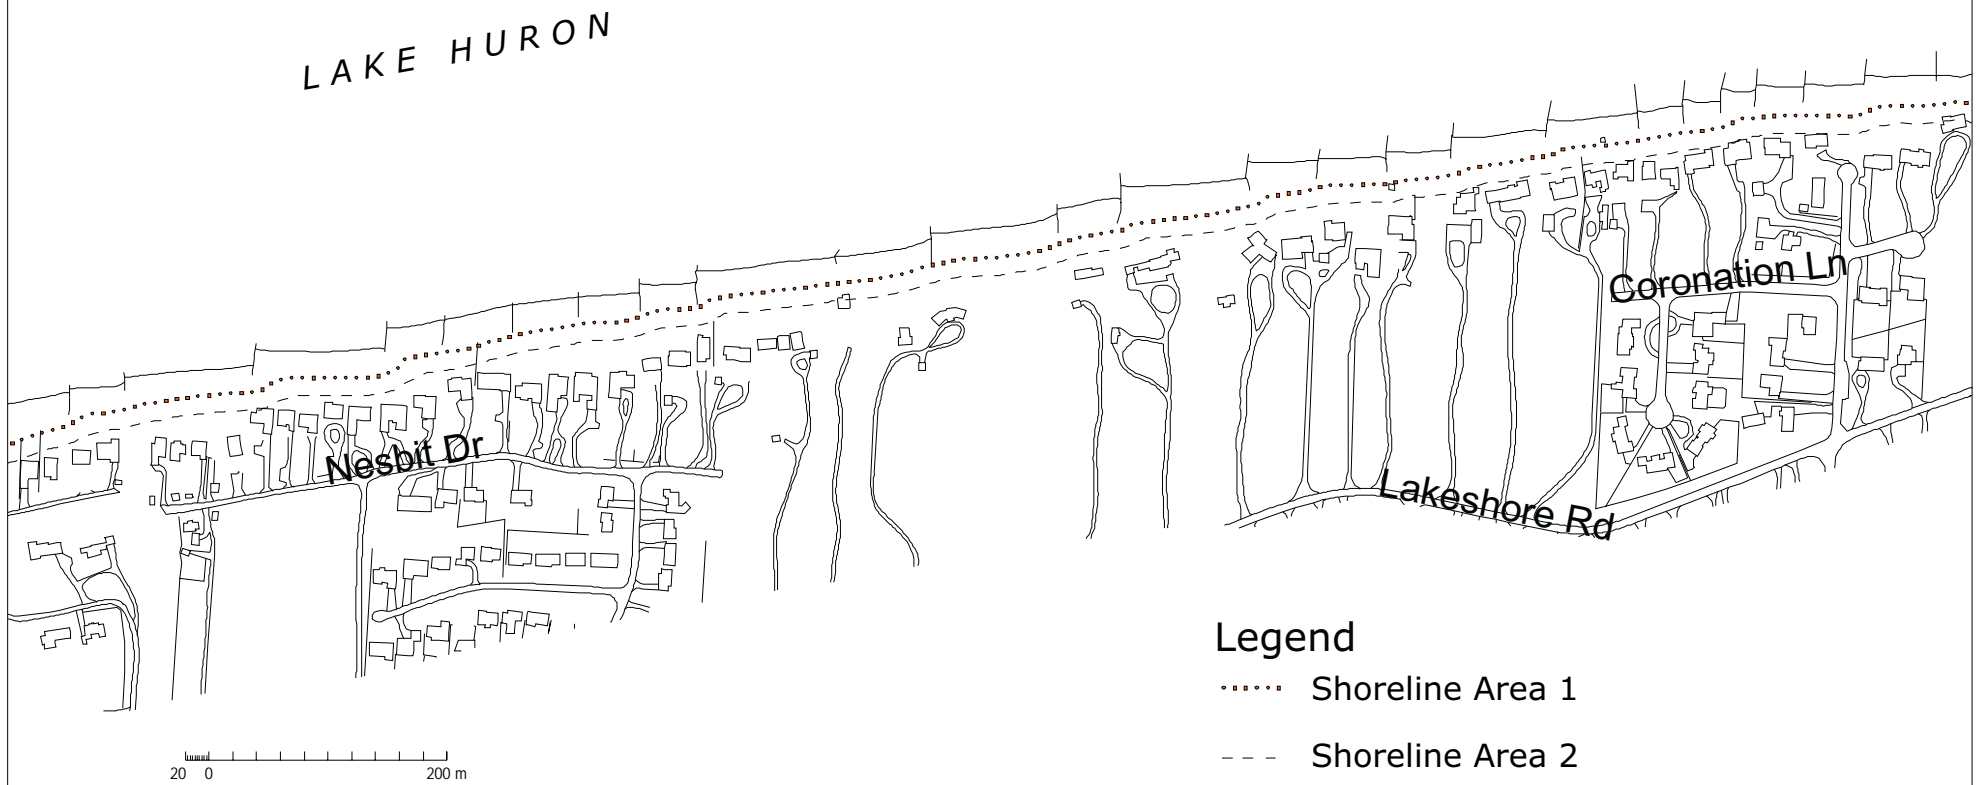 LAKE HURON
Coronation Ln
Nesbit Dr
Lakeshore Rd
Legend
Shoreline Area 1
Shoreline Area 2
20 0 200 m